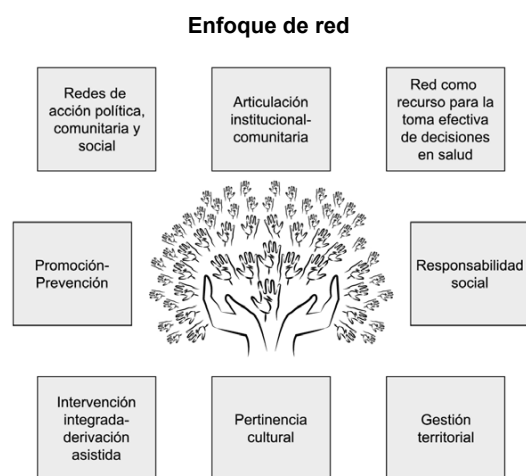 Enfoque de red
Redes de
acción política,
comunitaria y
social
Articulación
institucional-
comunitaria
Red como
recurso para la
toma efectiva
de decisiones
en salud
Promoción-
Prevención
Responsabilidad
social
Intervención
integrada-
derivación
asistida
Pertinencia
cultural
Gestión
territorial